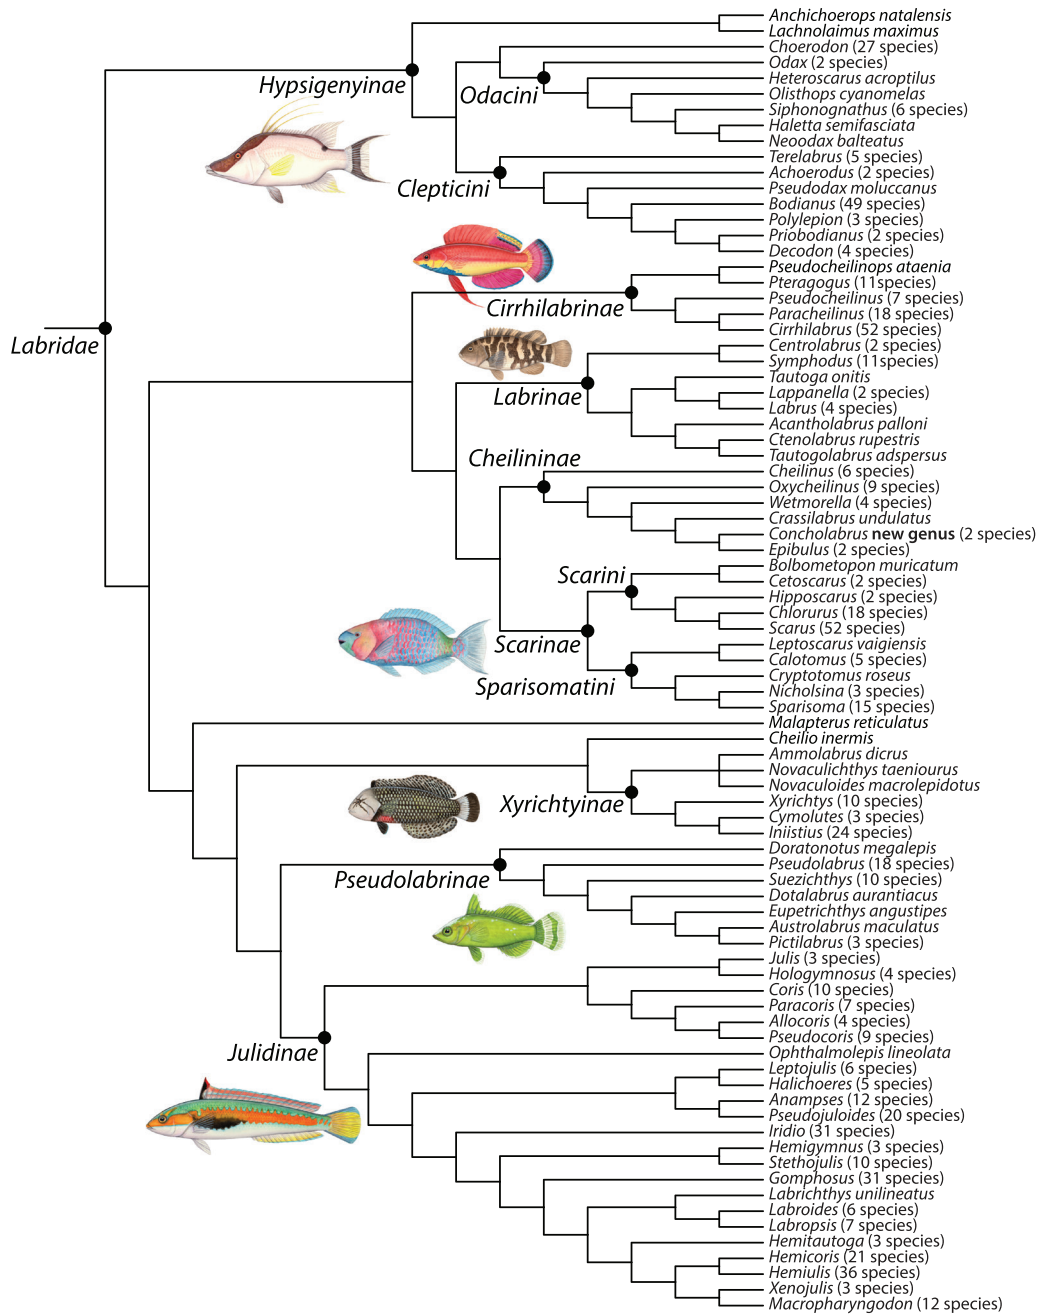 Anchichoerops natalensis
Lachnolaimus maximus
Choerodon (27 species)
Odax (2 species)
Hypsigenyinae
Heteroscarus acroptilus
Odacini
Olisthops cyanomelas
Siphonognathus (6 species)
Haletta semifasciata
Neoodax balteatus
Terelabrus (5 species)
Achoerodus (2 species)
Clepticini
Pseudodax moluccanus
Bodianus (49 species)
Polylepion (3 species)
Priobodianus (2 species)
Decodon (4 species)
Pseudocheilinops ataenia
Pteragogus (11species)
Pseudocheilinus (7 species)
Cirrhilabrinae
Paracheilinus (18 species)
Cirrhilabrus (52 species)
Labridae
Centrolabrus (2 species)
Symphodus (11species)
Tautoga onitis
Lappanella (2 species)
Labrinae
Labrus (4 species)
Acantholabrus palloni
Ctenolabrus rupestris
Tautogolabrus adspersus
Cheilininae
Cheilinus (6 species)
Oxycheilinus (9 species)
Wetmorella (4 species)
Crassilabrus undulatus
Concholabrus new genus (2 species)
Epibulus (2 species)
Bolbometopon muricatum
Scarini
Cetoscarus (2 species)
Hipposcarus (2 species)
Chlorurus (18 species)
Scarus (52 species)
Scarinae
Leptoscarus vaigiensis
Calotomus (5 species)
Cryptotomus roseus
Sparisomatini
Nicholsina (3 species)
Sparisoma (15 species)
Malapterus reticulatus
Cheilio inermis
Ammolabrus dicrus
Novaculichthys taeniourus
Novaculoides macrolepidotus
Xyrichtyinae
Xyrichtys (10 species)
Cymolutes (3 species)
Iniistius (24 species)
Doratonotus megalepis
Pseudolabrus (18 species)
Pseudolabrinae
Suezichthys (10 species)
Dotalabrus aurantiacus
Eupetrichthys angustipes
Austrolabrus maculatus
Pictilabrus (3 species)
Julis (3 species)
Hologymnosus (4 species)
Coris (10 species)
Paracoris (7 species)
Allocoris (4 species)
Pseudocoris (9 species)
Julidinae
Ophthalmolepis lineolata
Leptojulis (6 species)
Halichoeres (5 species)
Anampses (12 species)
Pseudojuloides (20 species)
Iridio (31 species)
Hemigymnus (3 species)
Stethojulis (10 species)
Gomphosus (31 species)
Labrichthys unilineatus
Labroides (6 species)
Labropsis (7 species)
Hemitautoga (3 species)
Hemicoris (21 species)
Hemiulis (36 species)
Xenojulis (3 species)
Macropharyngodon (12 species)